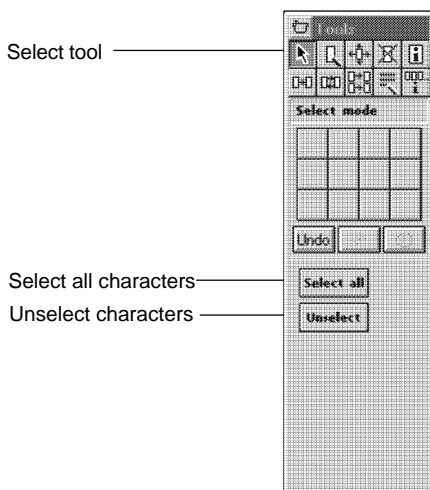 Tools
Select tool
Select mode
Undo
Select all characters
Select all
Unselect characters
Unselect